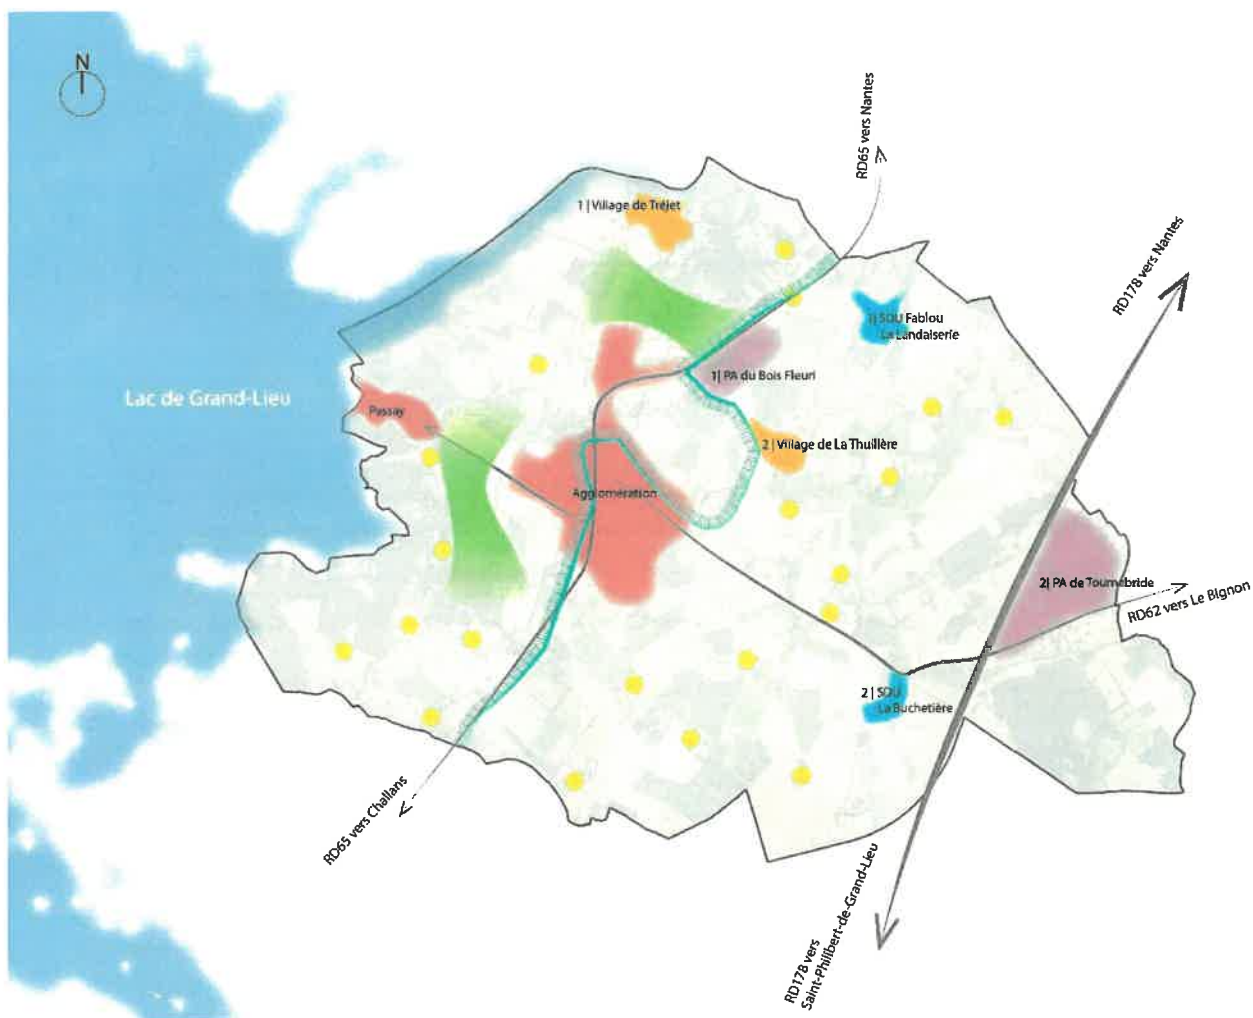 N
RD65 vers Nantes
1 | Village de Tréjet
RD178 vers Nantes
1| SDU Fablou
La Landaiserie
1| PA du Bois Fleuri
Lac de Grand-Lieu
Passay
2 | Village de La Thuilière
Agglomération
2| PA de Tournebride
RD62 vers Le Bignon
2 | SDU
La Buchetière
RD65 vers Challans
RD178 vers
Saint-Philibert-de-Grand-Lieu